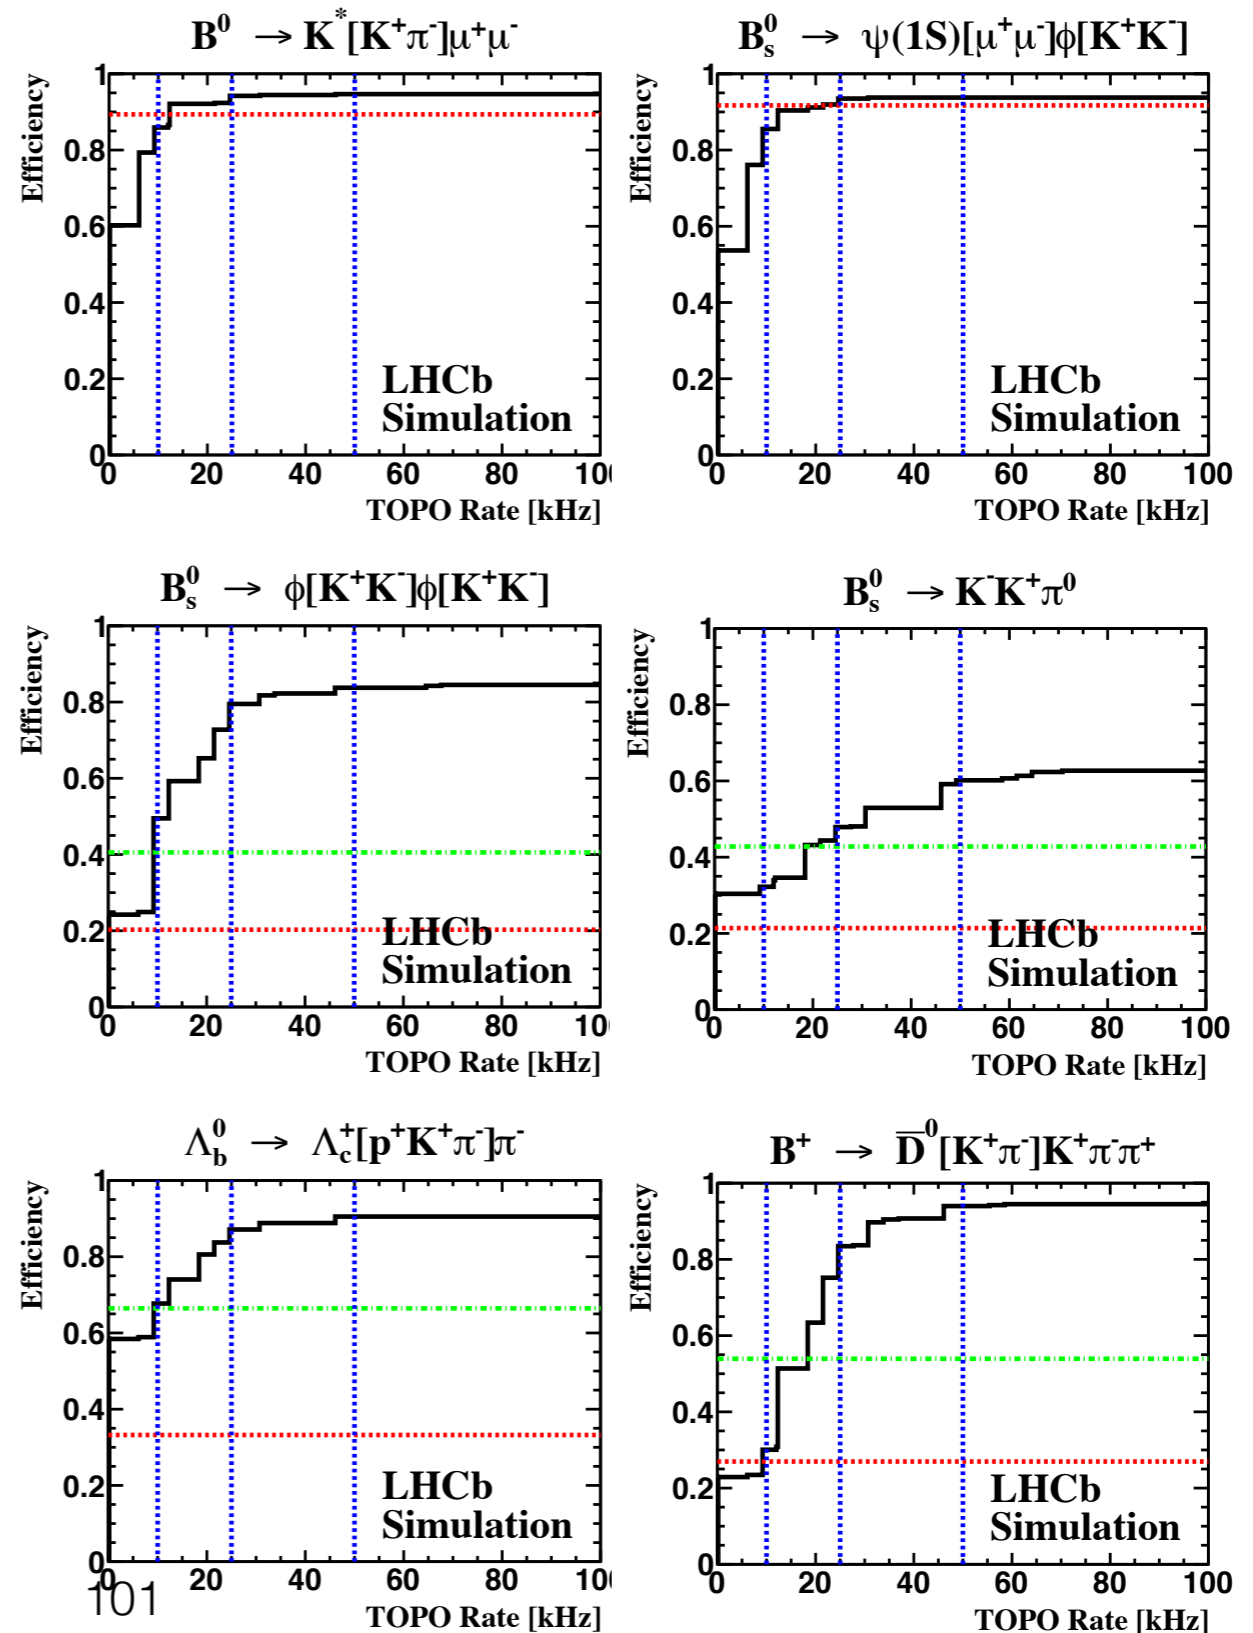 B⁰ → K*[K⁺π⁻]μ⁺μ⁻
Efficiency
1
0.8
0.6
0.4
0.2
0
LHCb
Simulation
0 20 40 60 80 10
TOPO Rate [kHz]
B⁰ₛ → ψ(1S)[μ⁺μ⁻]φ[K⁺K⁻]
Efficiency
1
0.8
0.6
0.4
0.2
0
LHCb
Simulation
0 20 40 60 80 100
TOPO Rate [kHz]
B⁰ₛ → φ[K⁺K⁻]φ[K⁺K⁻]
Efficiency
1
0.8
0.6
0.4
0.2
0
LHCb
Simulation
0 20 40 60 80 10
TOPO Rate [kHz]
B⁰ₛ → K⁻K⁺π⁰
Efficiency
1
0.8
0.6
0.4
0.2
0
LHCb
Simulation
0 20 40 60 80 100
TOPO Rate [kHz]
Λ⁰_b → Λ⁺_c[p⁺K⁺π⁻]π⁻
Efficiency
1
0.8
0.6
0.4
0.2
0
LHCb
Simulation
0 20 40 60 80 10
TOPO Rate [kHz]
101
B⁺ → D̅⁰[K⁺π⁻]K⁺π⁻π⁺
Efficiency
1
0.8
0.6
0.4
0.2
0
LHCb
Simulation
0 20 40 60 80 100
TOPO Rate [kHz]